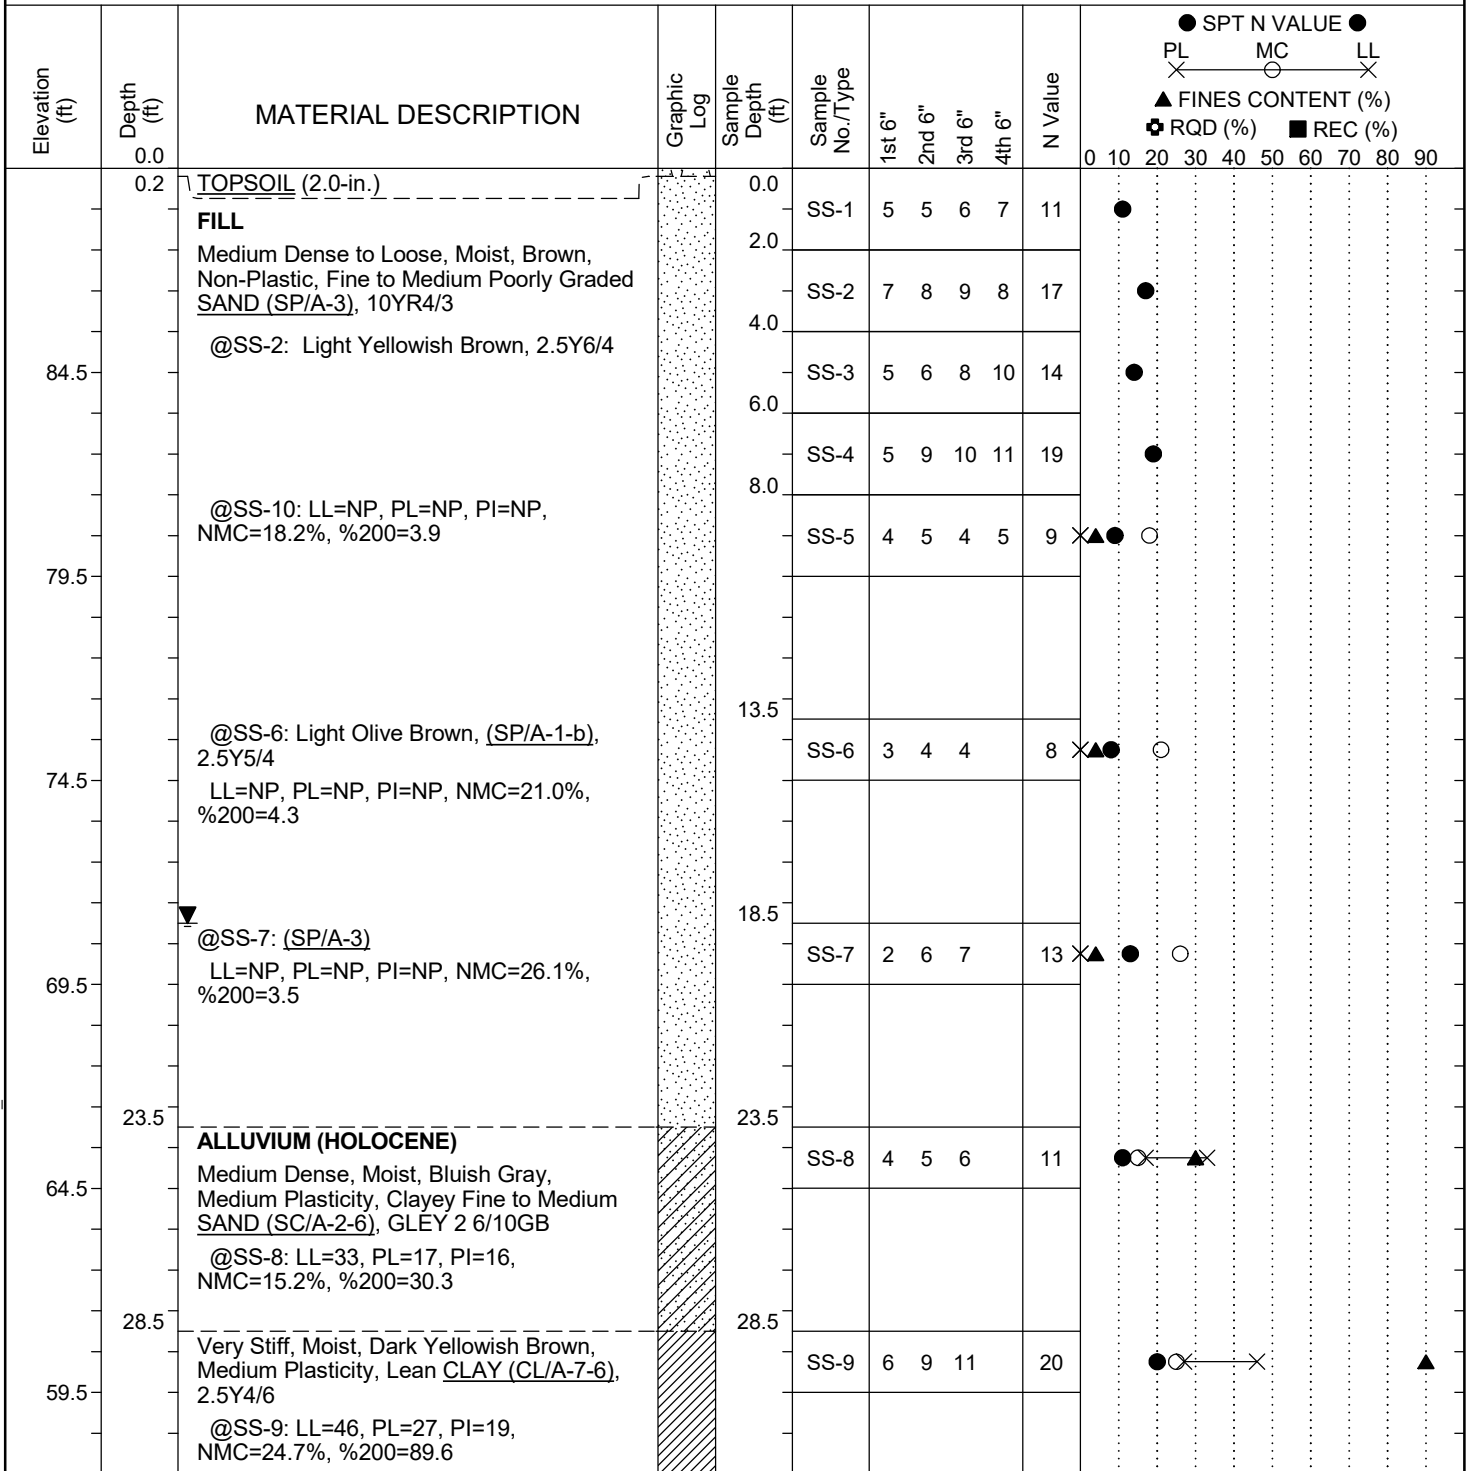 ● SPT N VALUE ●
PL MC LL
▲ FINES CONTENT (%)
RQD (%) ■ REC (%)
Elevation (ft)
Depth (ft)
MATERIAL DESCRIPTION
Graphic Log
Sample Depth (ft)
Sample No./Type
1st 6"
2nd 6"
3rd 6"
4th 6"
N Value
0.0
0 10 20 30 40 50 60 70 80 90
0.2 TOPSOIL (2.0-in.) 0.0
SS-1 5 5 6 7 11
FILL
2.0
Medium Dense to Loose, Moist, Brown,
Non-Plastic, Fine to Medium Poorly Graded
SAND (SP/A-3), 10YR4/3
SS-2 7 8 9 8 17
4.0
@SS-2: Light Yellowish Brown, 2.5Y6/4
84.5 SS-3 5 6 8 10 14
6.0
SS-4 5 9 10 11 19
8.0
@SS-10: LL=NP, PL=NP, PI=NP,
NMC=18.2%, %200=3.9
SS-5 4 5 4 5 9
79.5
13.5
@SS-6: Light Olive Brown, (SP/A-1-b),
2.5Y5/4
SS-6 3 4 4 8
74.5
LL=NP, PL=NP, PI=NP, NMC=21.0%,
%200=4.3
18.5
@SS-7: (SP/A-3)
SS-7 2 6 7 13
LL=NP, PL=NP, PI=NP, NMC=26.1%,
%200=3.5
69.5
23.5 23.5
ALLUVIUM (HOLOCENE)
SS-8 4 5 6 11
Medium Dense, Moist, Bluish Gray,
Medium Plasticity, Clayey Fine to Medium
SAND (SC/A-2-6), GLEY 2 6/10GB
64.5
@SS-8: LL=33, PL=17, PI=16,
NMC=15.2%, %200=30.3
28.5 28.5
Very Stiff, Moist, Dark Yellowish Brown,
Medium Plasticity, Lean CLAY (CL/A-7-6),
2.5Y4/6
SS-9 6 9 11 20
59.5
@SS-9: LL=46, PL=27, PI=19,
NMC=24.7%, %200=89.6